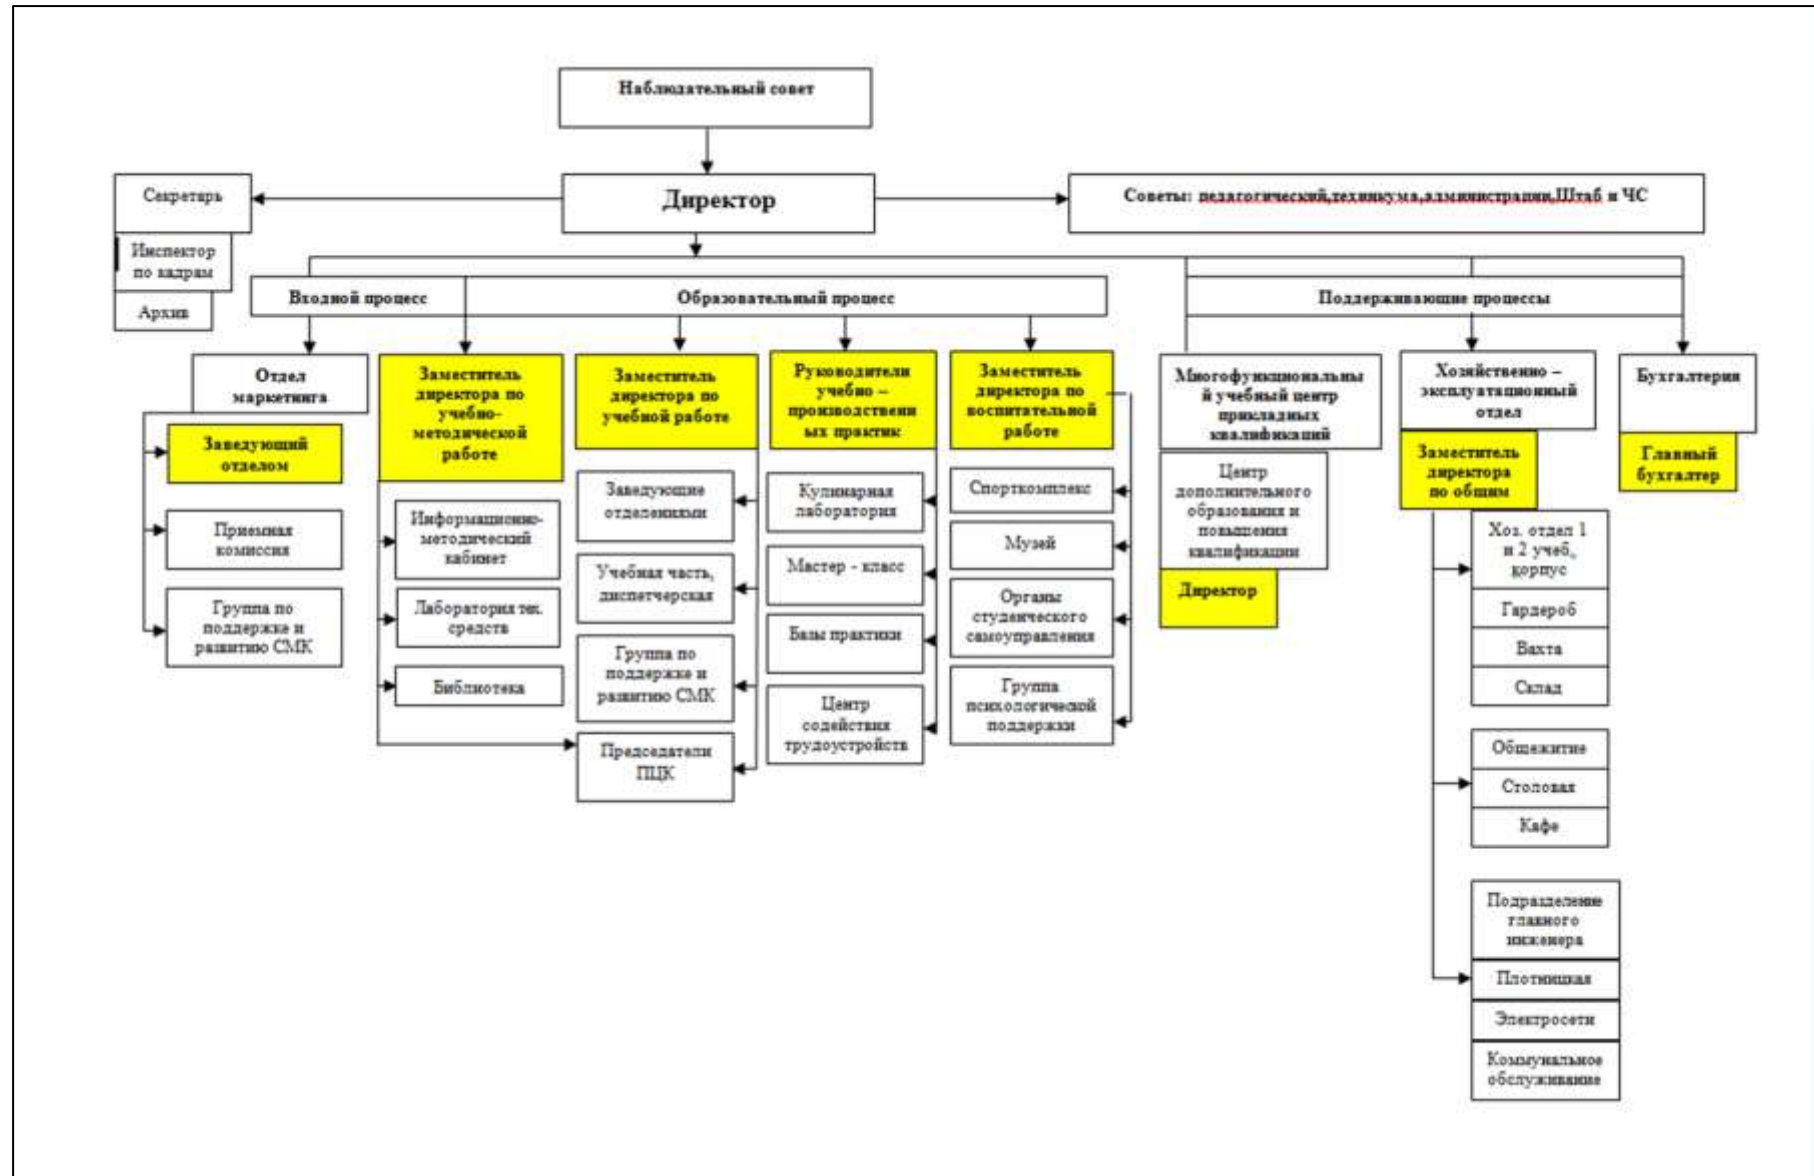 Наблюдательный совет
Секретарь
Директор
Советы: педагогический,техникума,администрации,Штаб и ЧС
Инспектор
по кадрам
Архив
Входной процесс
Образовательный процесс
Поддерживающие процессы
Отдел
маркетинга
Заведующий
отделом
Приемная
комиссия
Группа по
поддержке и
развитию СМК
Заместитель
директора по
учебно-
методической
работе
Информационно-
методический
кабинет
Лаборатория тех.
средств
Библиотека
Заместитель
директора по
учебной работе
Заведующие
отделениями
Учебная часть,
диспетчерская
Группа по
поддержке и
развитию СМК
Председатели
ПЦК
Руководители
учебно –
производственн
ых практик
Кулинарная
лаборатория
Мастер - класс
Базы практики
Центр
содействия
трудоустройств
Заместитель
директора по
воспитательной
работе
Спорткомплекс
Музей
Органы
студенческого
самоуправления
Группа
психологической
поддержки
Многофункциональны
й учебный центр
прикладных
квалификаций
Центр
дополнительного
образования и
повышения
квалификации
Директор
Хозяйственно –
эксплуатационный
отдел
Заместитель
директора
по общим
Хоз. отдел 1
и 2 учеб,
корпус
Гардероб
Вахта
Склад
Общежитие
Столовая
Кафе
Подразделение
главного
инженера
Плотницкая
Электросети
Коммунальное
обслуживание
Бухгалтерия
Главный
бухгалтер